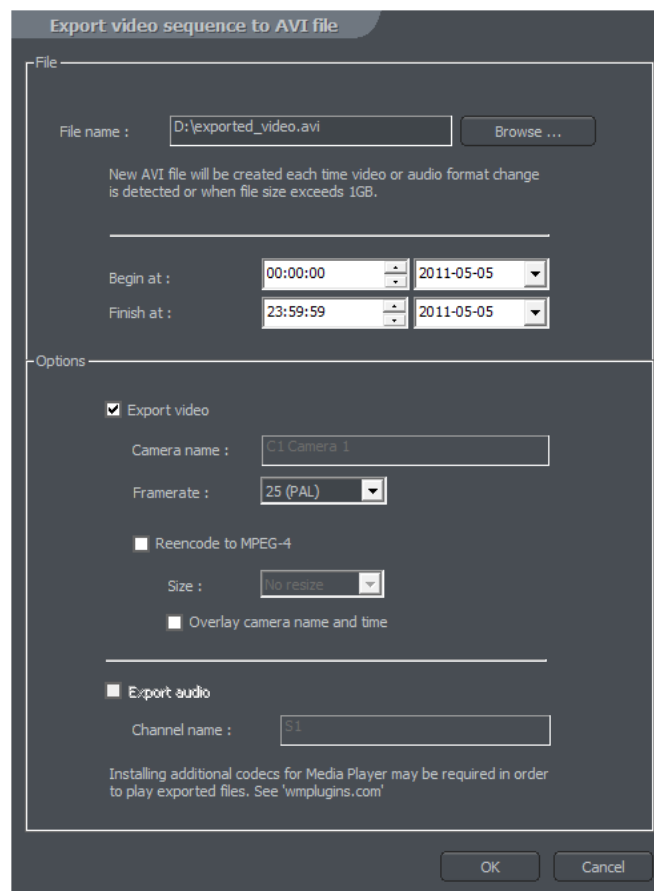 Export video sequence to AVI file
File
File name : D:\exported_video.avi Browse ...
New AVI file will be created each time video or audio format change
is detected or when file size exceeds 1GB.
Begin at : 00:00:00 2011-05-05
Finish at : 23:59:59 2011-05-05
Options
Export video
Camera name : C1 Camera 1
Framerate : 25 (PAL)
Reencode to MPEG-4
Size : No resize
Overlay camera name and time
Export audio
Channel name : S1
Installing additional codecs for Media Player may be required in order
to play exported files. See 'wmplugins.com'
OK Cancel